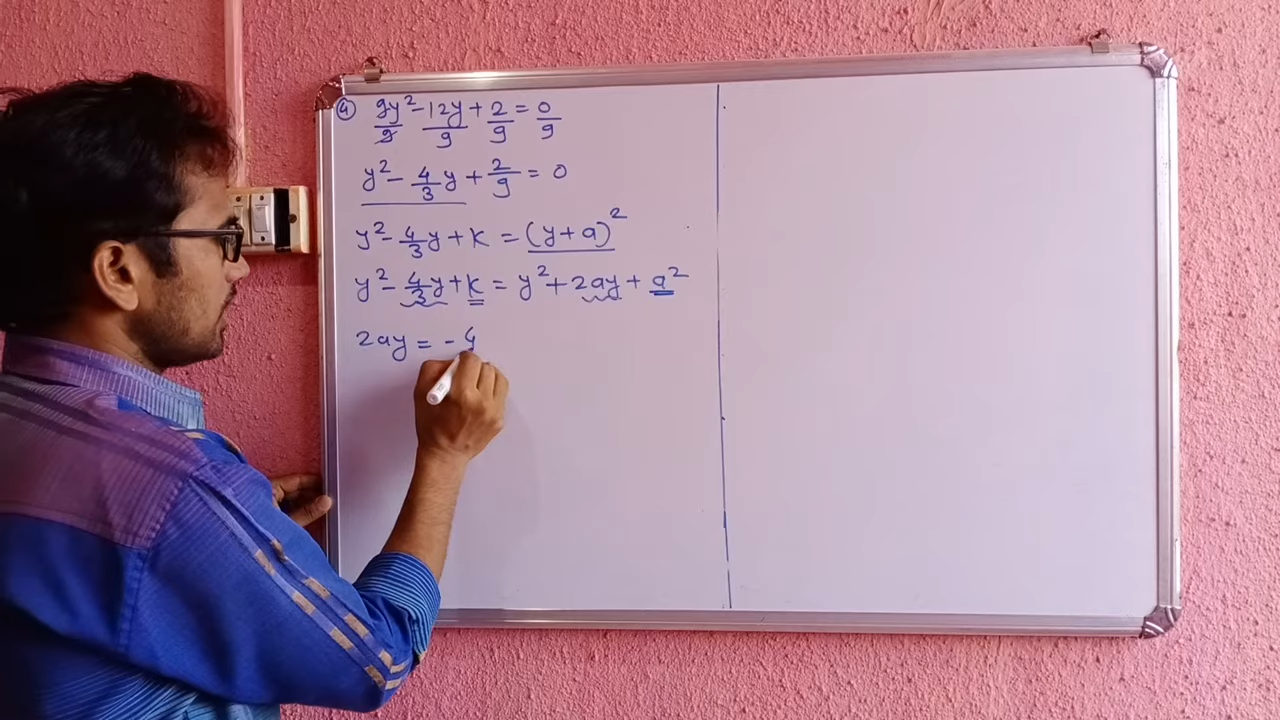 ④ 9y²/9 - 12y/9 + 2/9 = 0/9
y² - 4/3 y + 2/9 = 0
y² - 4/3 y + k = (y + a)²
y² - 4/3 y + k = y² + 2ay + a²
2ay = - 4